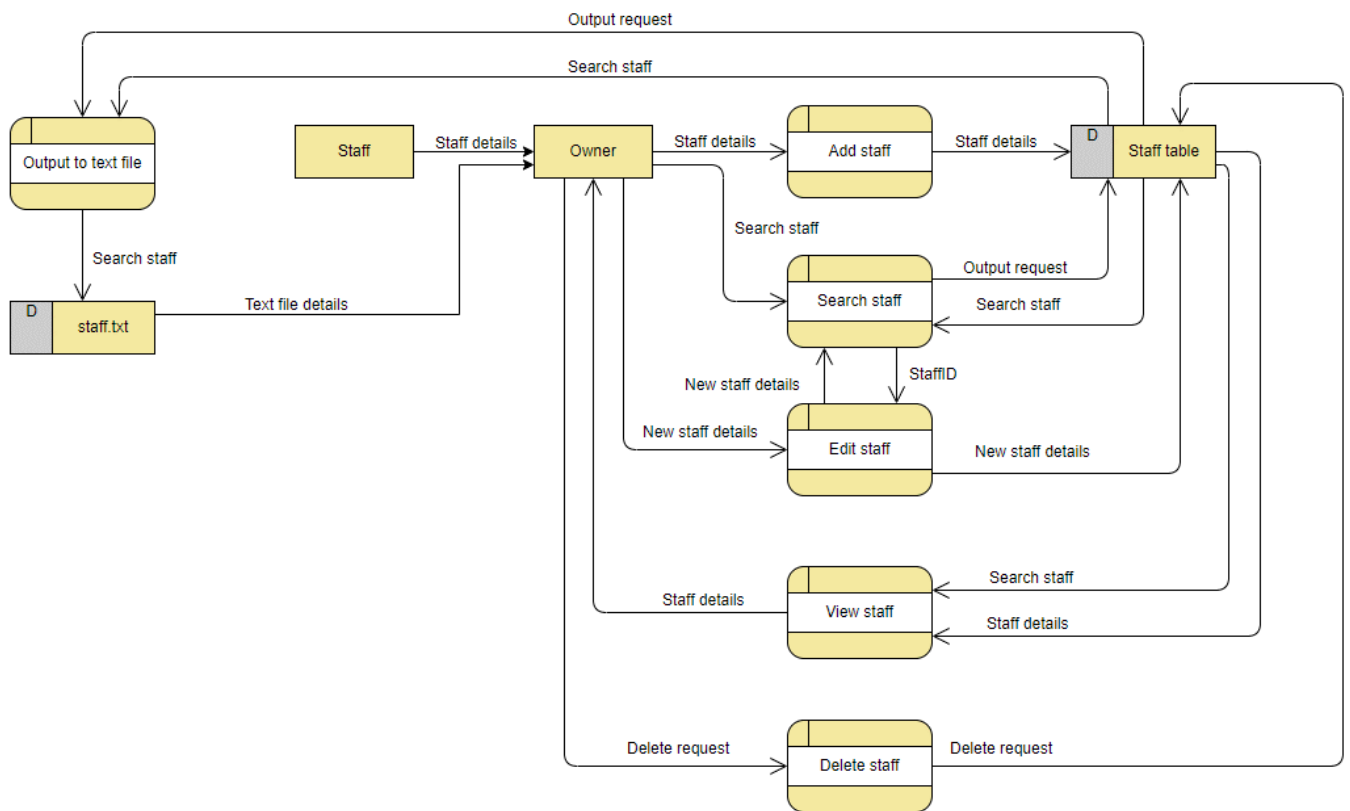 Output request
Search staff
Output to text file
Staff
Staff details
Owner
Staff details
Add staff
Staff details
D
Staff table
Search staff
Search staff
D
staff.txt
Text file details
Search staff
Output request
Search staff
New staff details
StaffID
New staff details
Edit staff
New staff details
Search staff
Staff details
View staff
Staff details
Delete request
Delete staff
Delete request